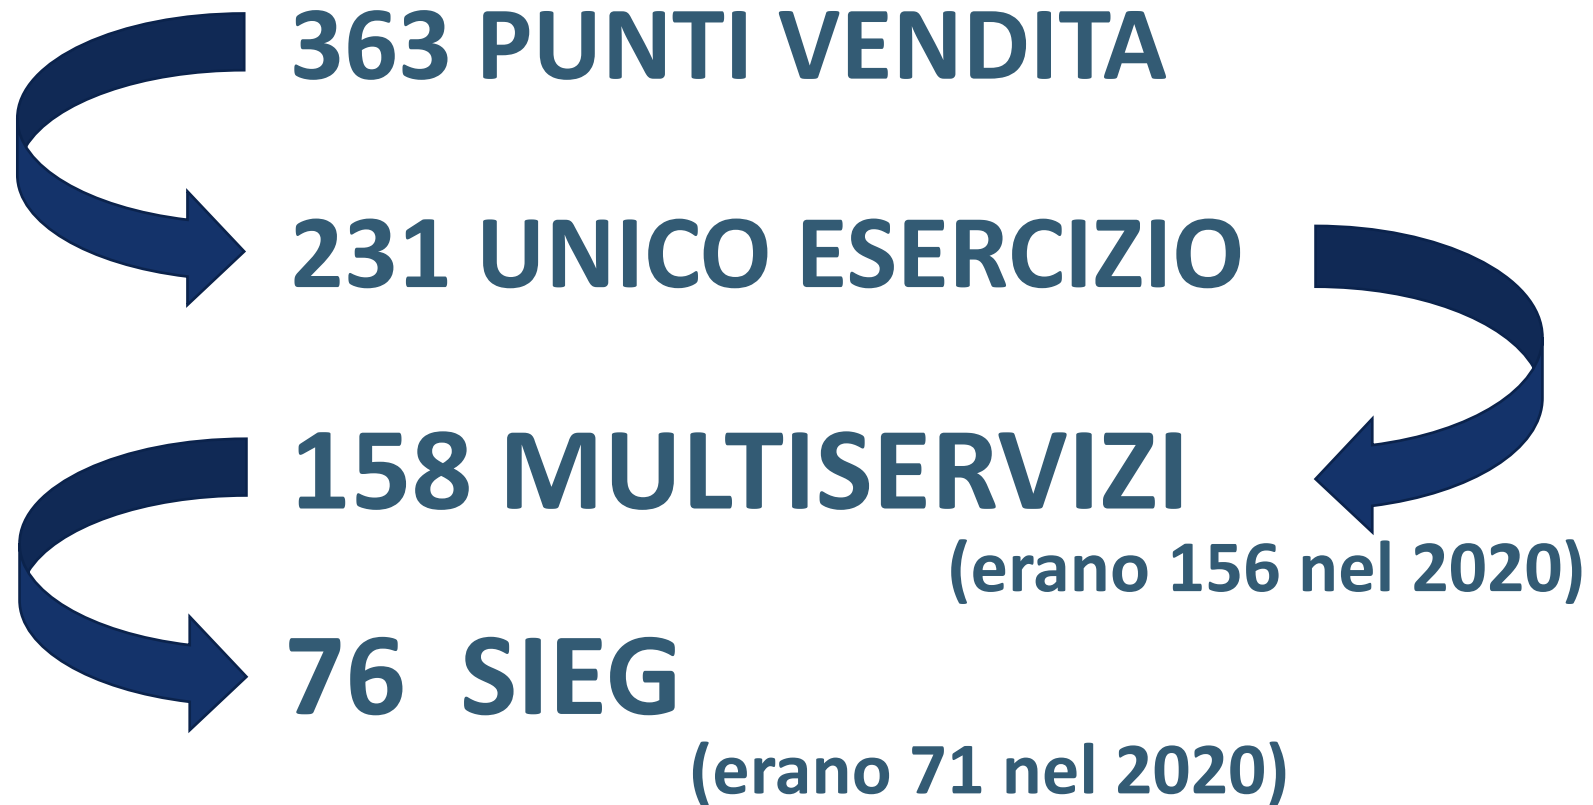 363 PUNTI VENDITA
231 UNICO ESERCIZIO
158 MULTISERVIZI
(erano 156 nel 2020)
76 SIEG
(erano 71 nel 2020)